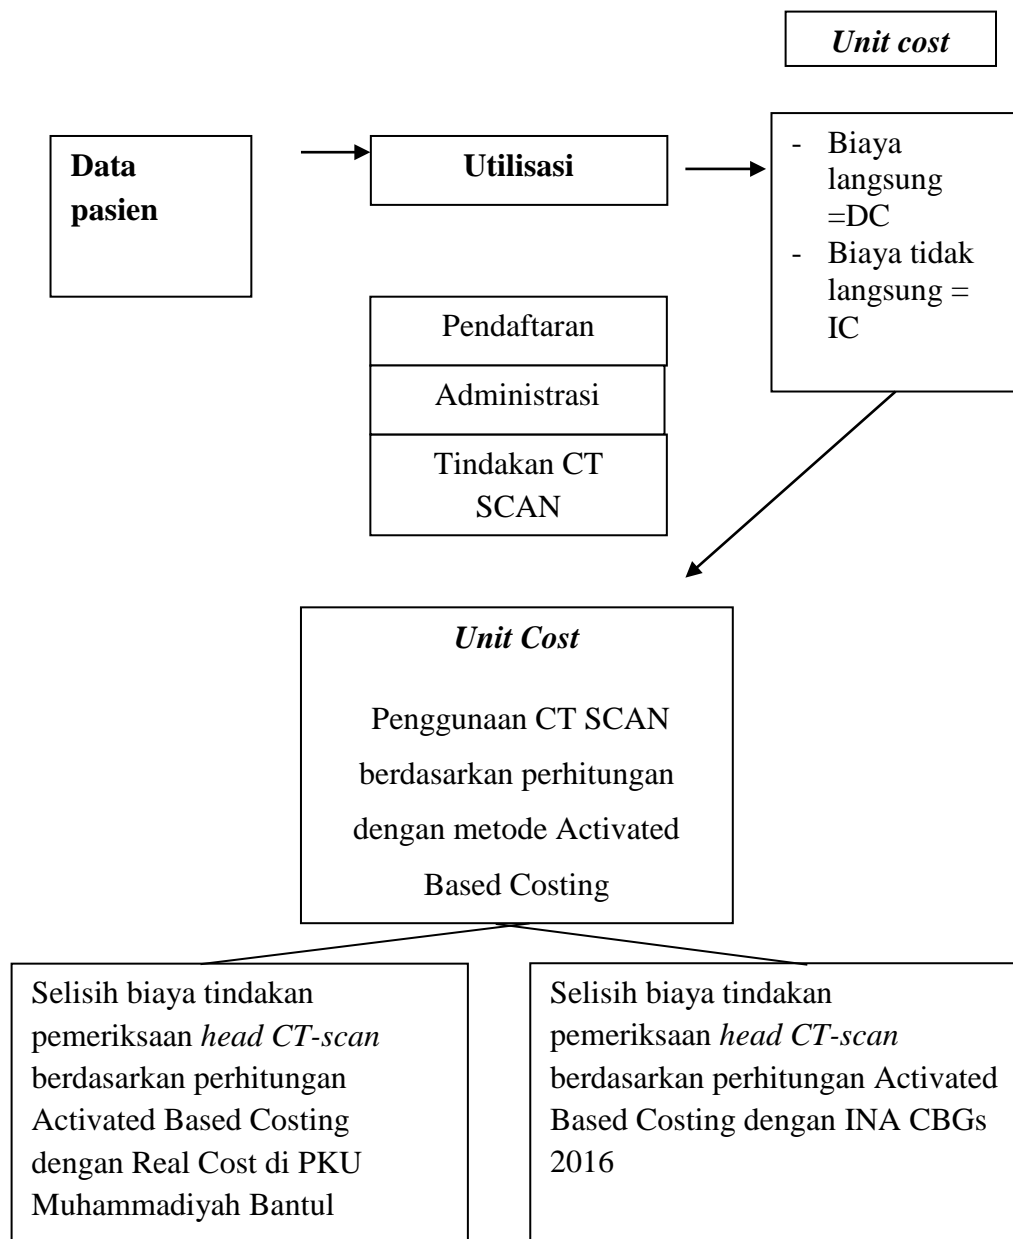 Unit cost
Data
pasien
Utilisasi
- Biaya
langsung
=DC
- Biaya tidak
langsung =
IC
Pendaftaran
Administrasi
Tindakan CT
SCAN
Unit Cost
Penggunaan CT SCAN
berdasarkan perhitungan
dengan metode Activated
Based Costing
Selisih biaya tindakan
pemeriksaan head CT-scan
berdasarkan perhitungan
Activated Based Costing
dengan Real Cost di PKU
Muhammadiyah Bantul
Selisih biaya tindakan
pemeriksaan head CT-scan
berdasarkan perhitungan Activated
Based Costing dengan INA CBGs
2016